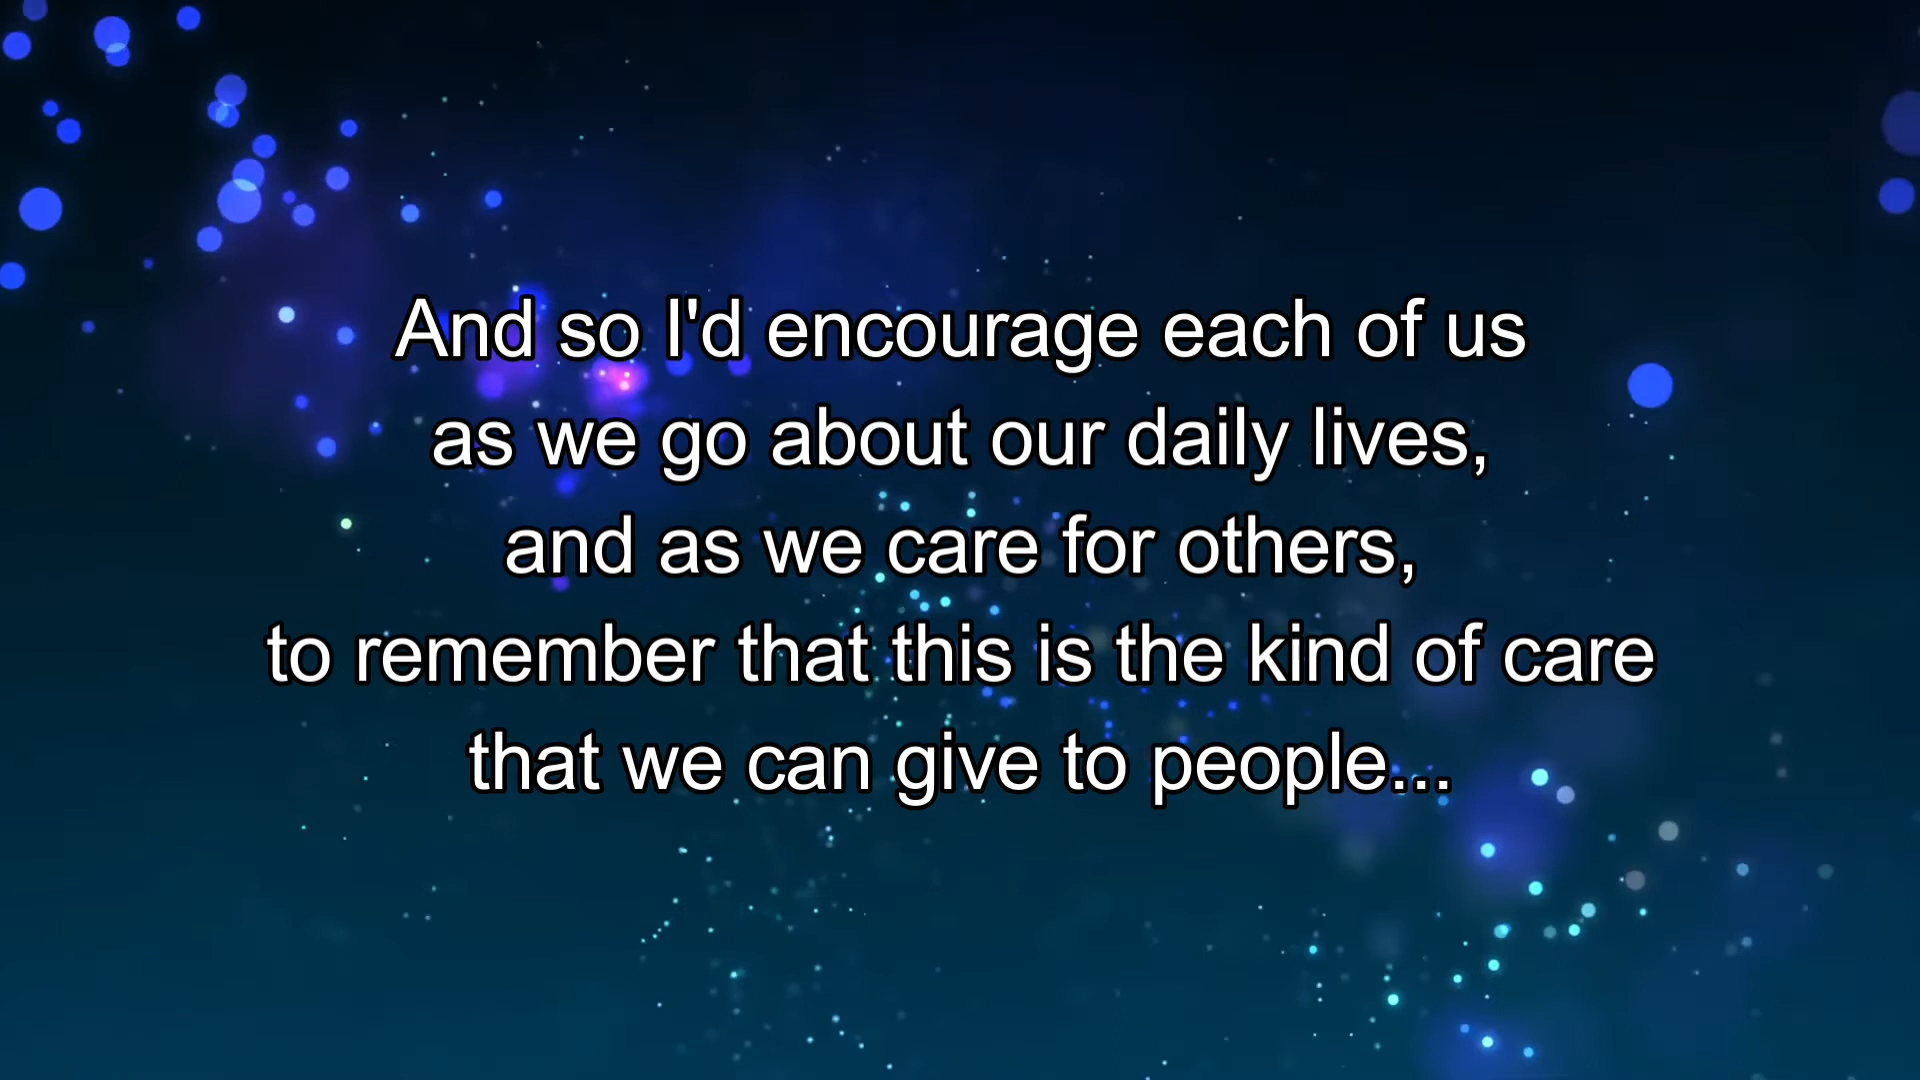 And so I'd encourage each of us
as we go about our daily lives,
and as we care for others,
to remember that this is the kind of care
that we can give to people...